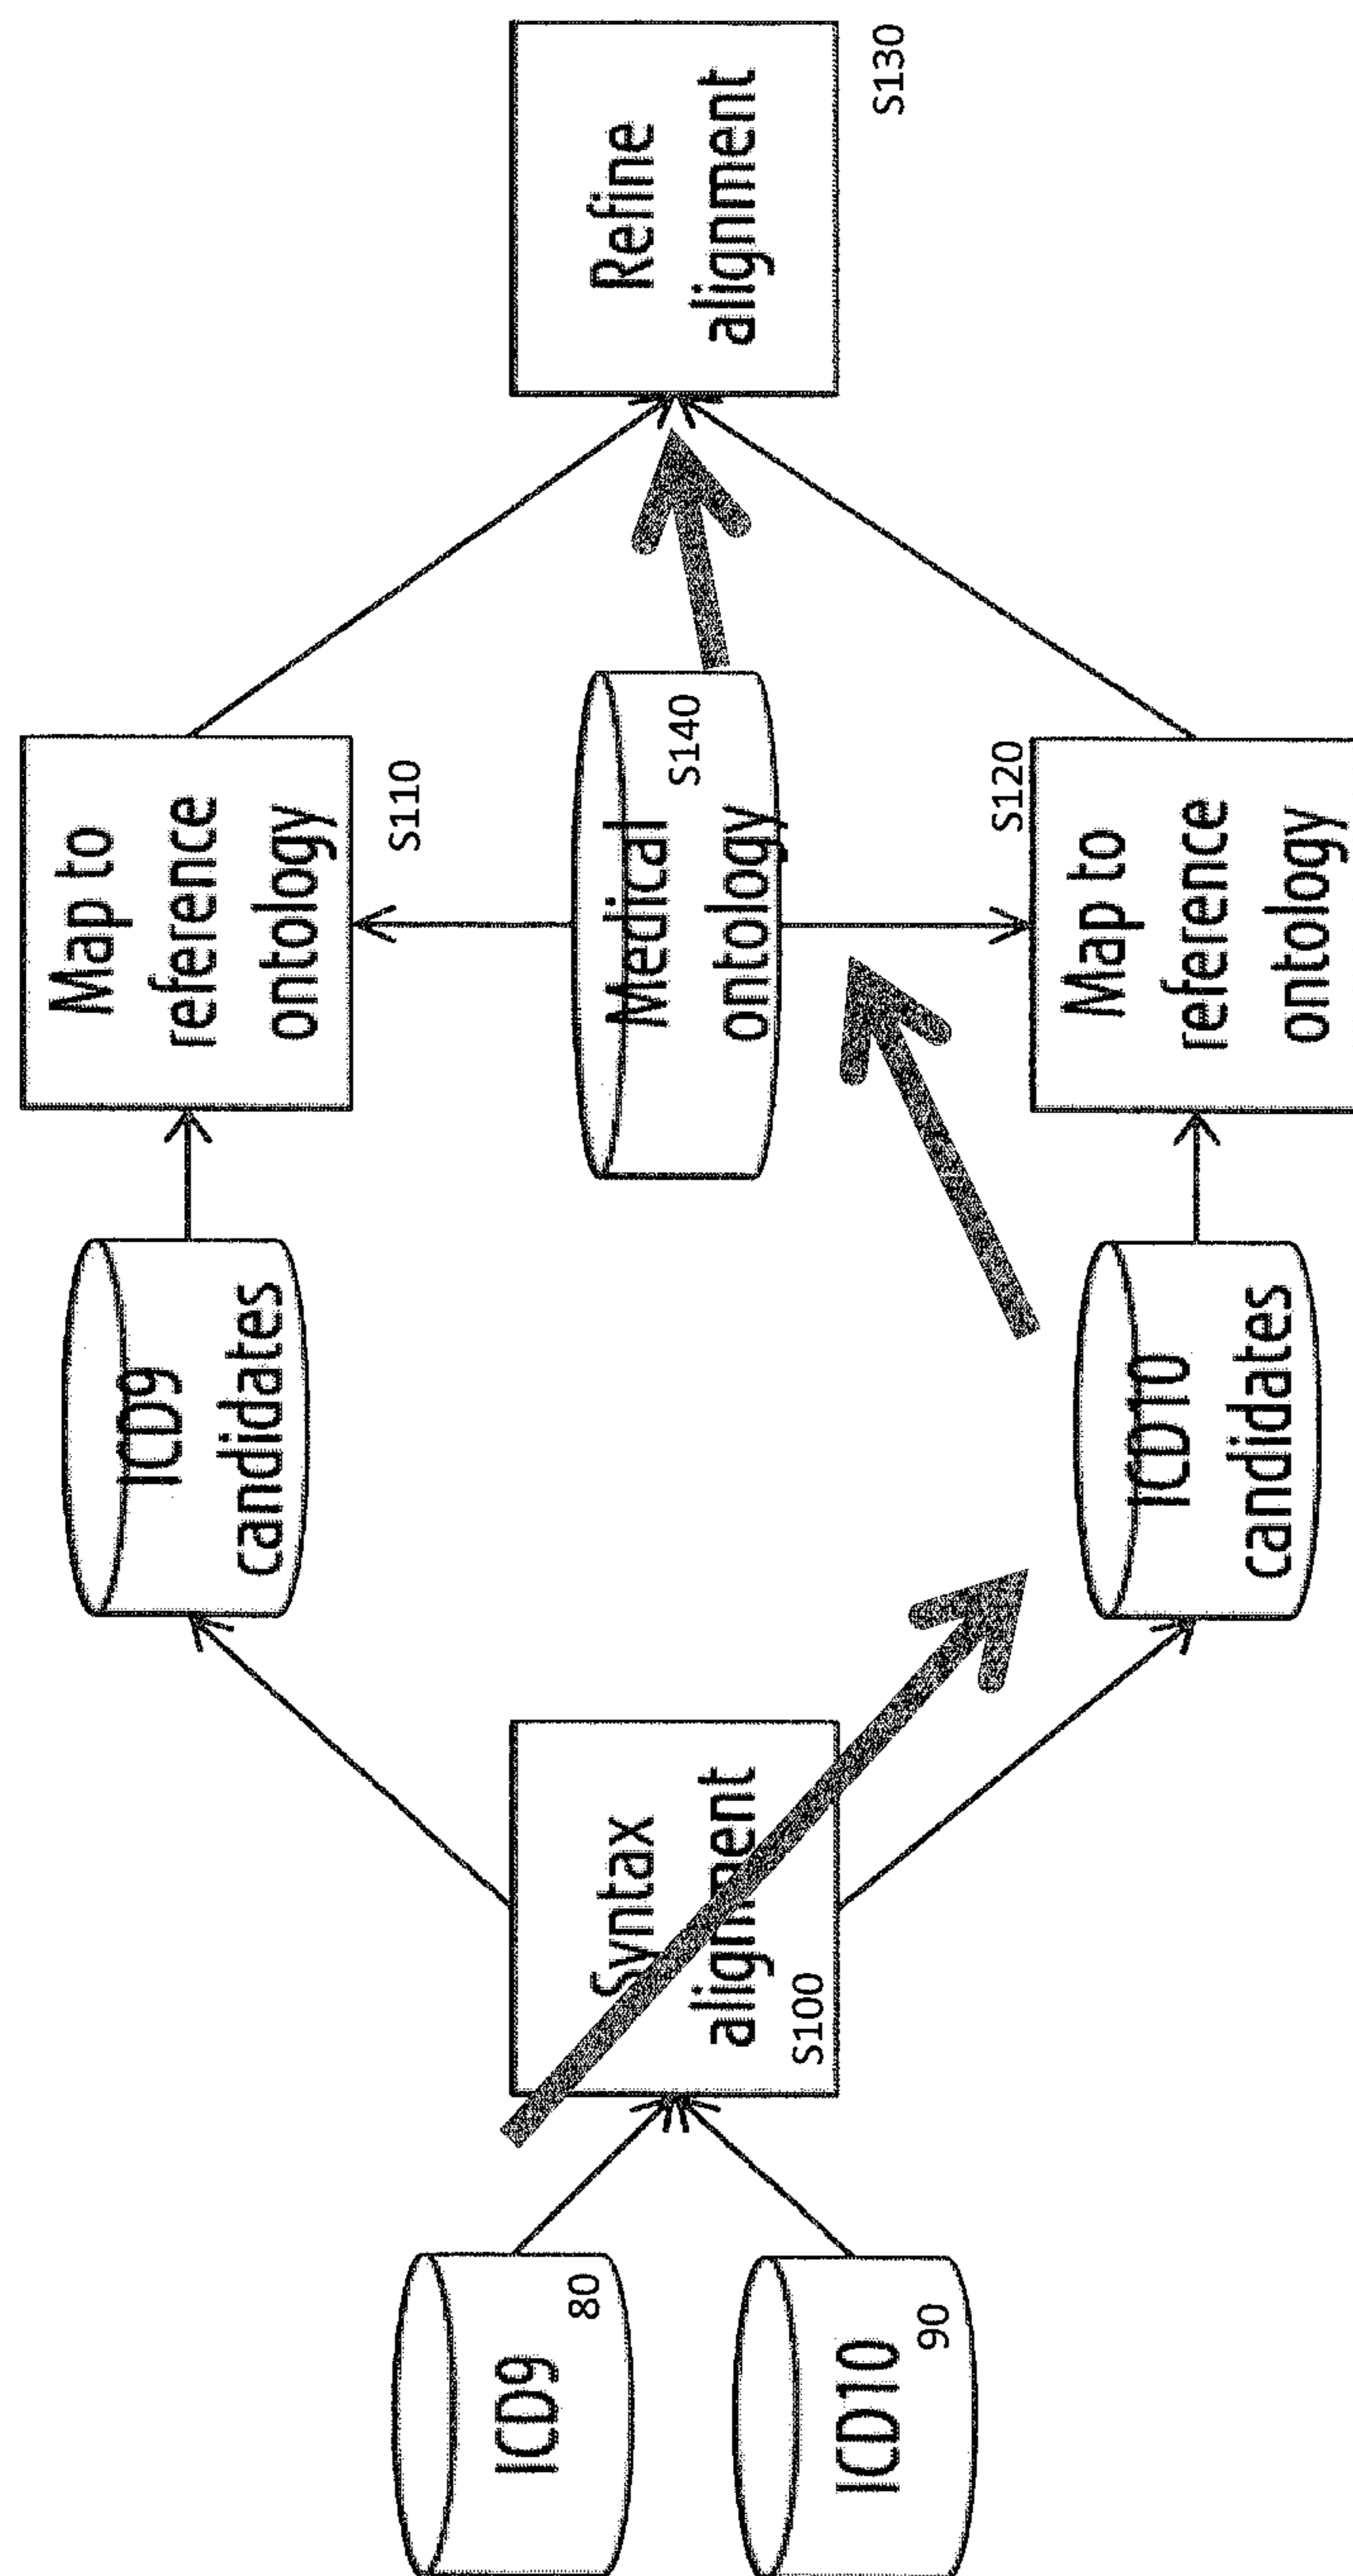 ICD9
80
ICD10
90
Syntax
alignment
S100
ICD9
candidates
ICD10
candidates
Map to
reference
ontology
S110
Medical
ontology
S140
S120
Map to
reference
ontology
Refine
alignment
S130